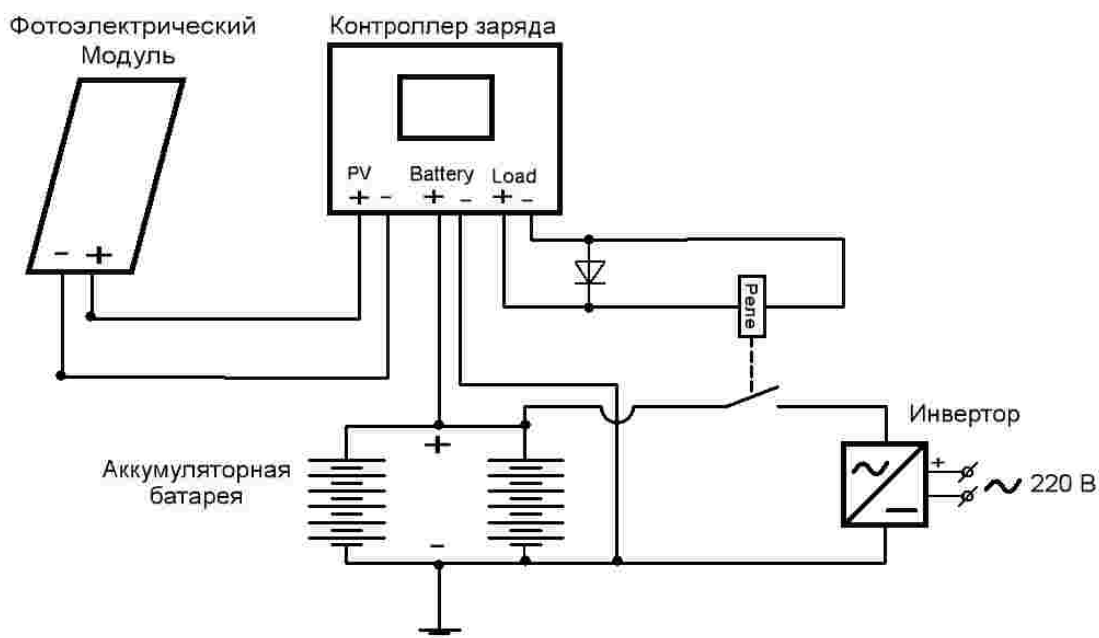 Фотоэлектрический
Модуль
Контроллер заряда
PV Battery Load
+ - + - + -
- +
Реле
Инвертор
+
Аккумуляторная
батарея
-
+
~ 220 В